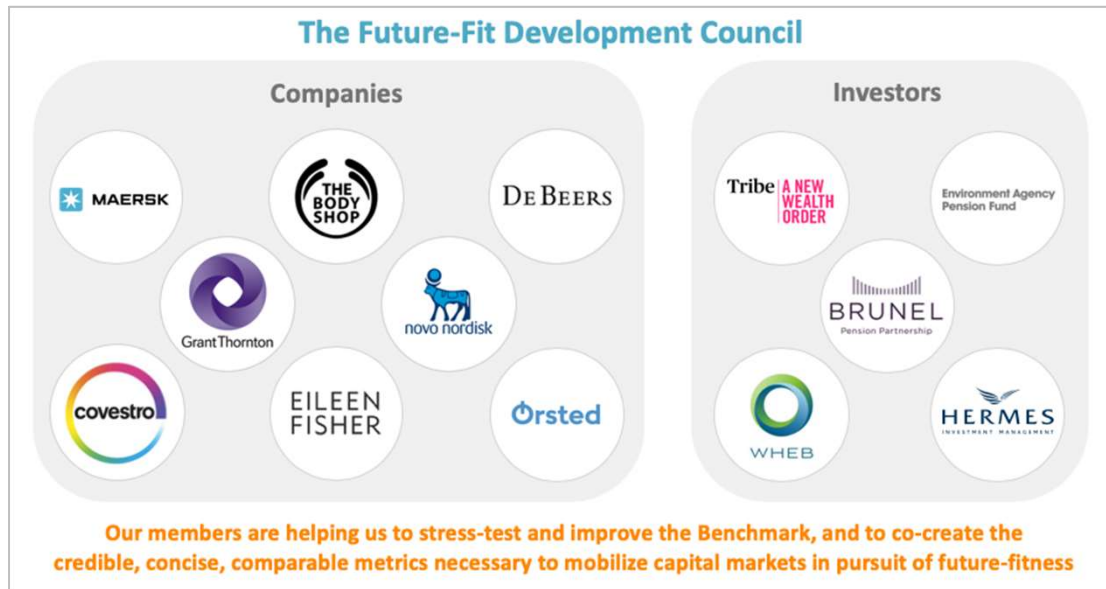 The Future-Fit Development Council
Companies
MAERSK
THE
BODY
SHOP
DE BEERS
GrantThornton
novo nordisk
covestro
EILEEN
FISHER
Orsted
Investors
Tribe
A NEW
WEALTH
ORDER
Environment Agency
Pension Fund
BRUNEL
Pension Partnership
WHEB
HERMES
INVESTMENT MANAGEMENT
Our members are helping us to stress-test and improve the Benchmark, and to co-create the
credible, concise, comparable metrics necessary to mobilize capital markets in pursuit of future-fitness